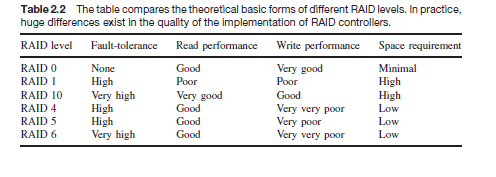 Table 2.2 The table compares the theoretical basic forms of different RAID levels. In practice,
huge differences exist in the quality of the implementation of RAID controllers.
RAID level Fault-tolerance Read performance Write performance Space requirement
RAID 0 None Good Very good Minimal
RAID 1 High Poor Poor High
RAID 10 Very high Very good Good High
RAID 4 High Good Very very poor Low
RAID 5 High Good Very poor Low
RAID 6 Very high Good Very very poor Low